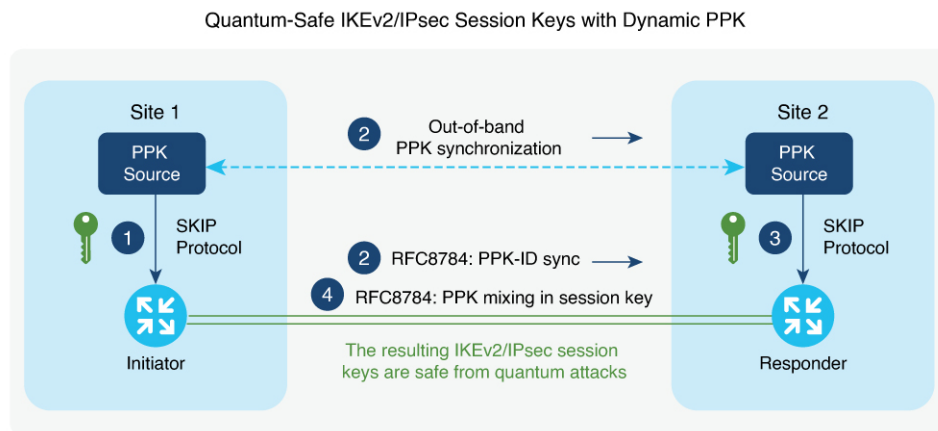 Quantum-Safe IKEv2/IPsec Session Keys with Dynamic PPK
Site 1
Site 2
2
Out-of-band
PPK synchronization
PPK
Source
PPK
Source
1
SKIP
Protocol
3
SKIP
Protocol
2
RFC8784: PPK-ID sync
4
RFC8784: PPK mixing in session key
Initiator
The resulting IKEv2/IPsec session
keys are safe from quantum attacks
Responder